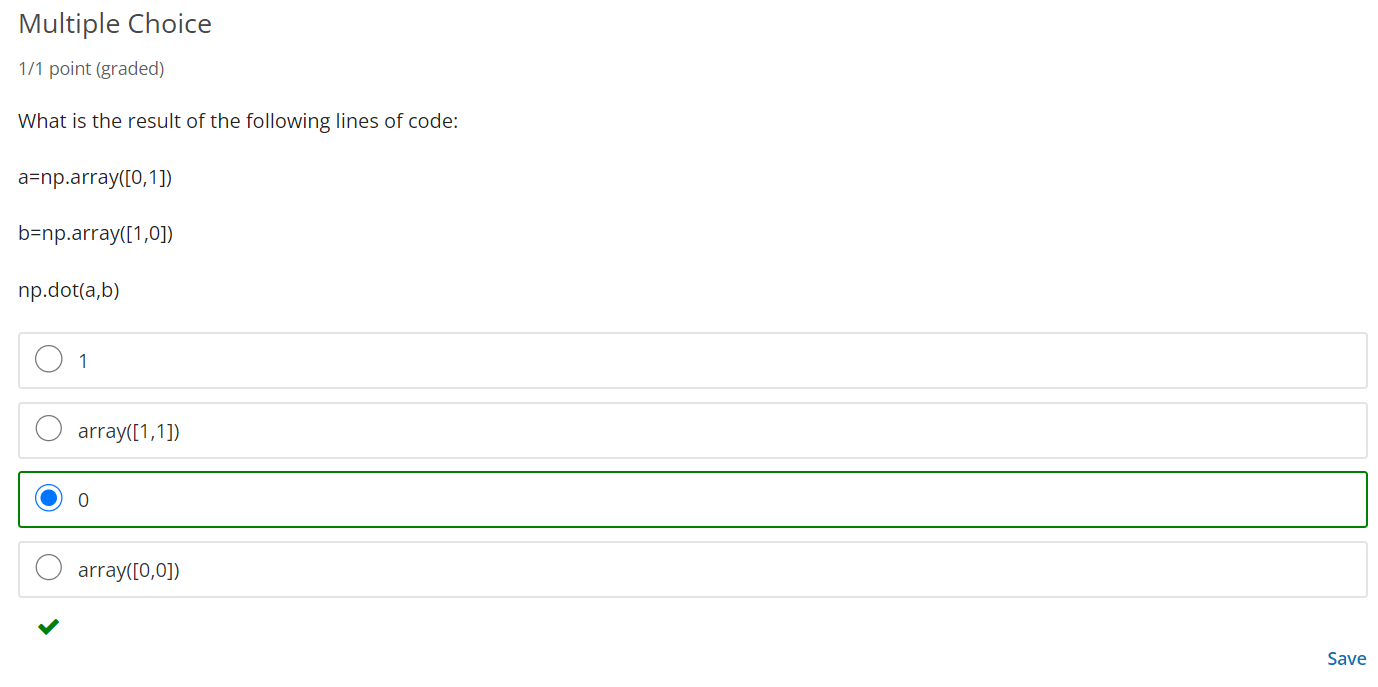 Multiple Choice
1/1 point (graded)
What is the result of the following lines of code:
a=np.array([0,1])
b=np.array([1,0])
np.dot(a,b)
1
array([1,1])
0
array([0,0])
Save